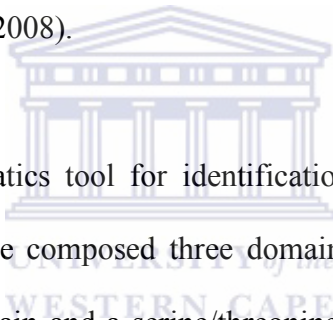 2008).
atics tool for identificatio
e composed three domain
UNIVERSITY of the
ain and a serine/threonine
WESTERN CAPE